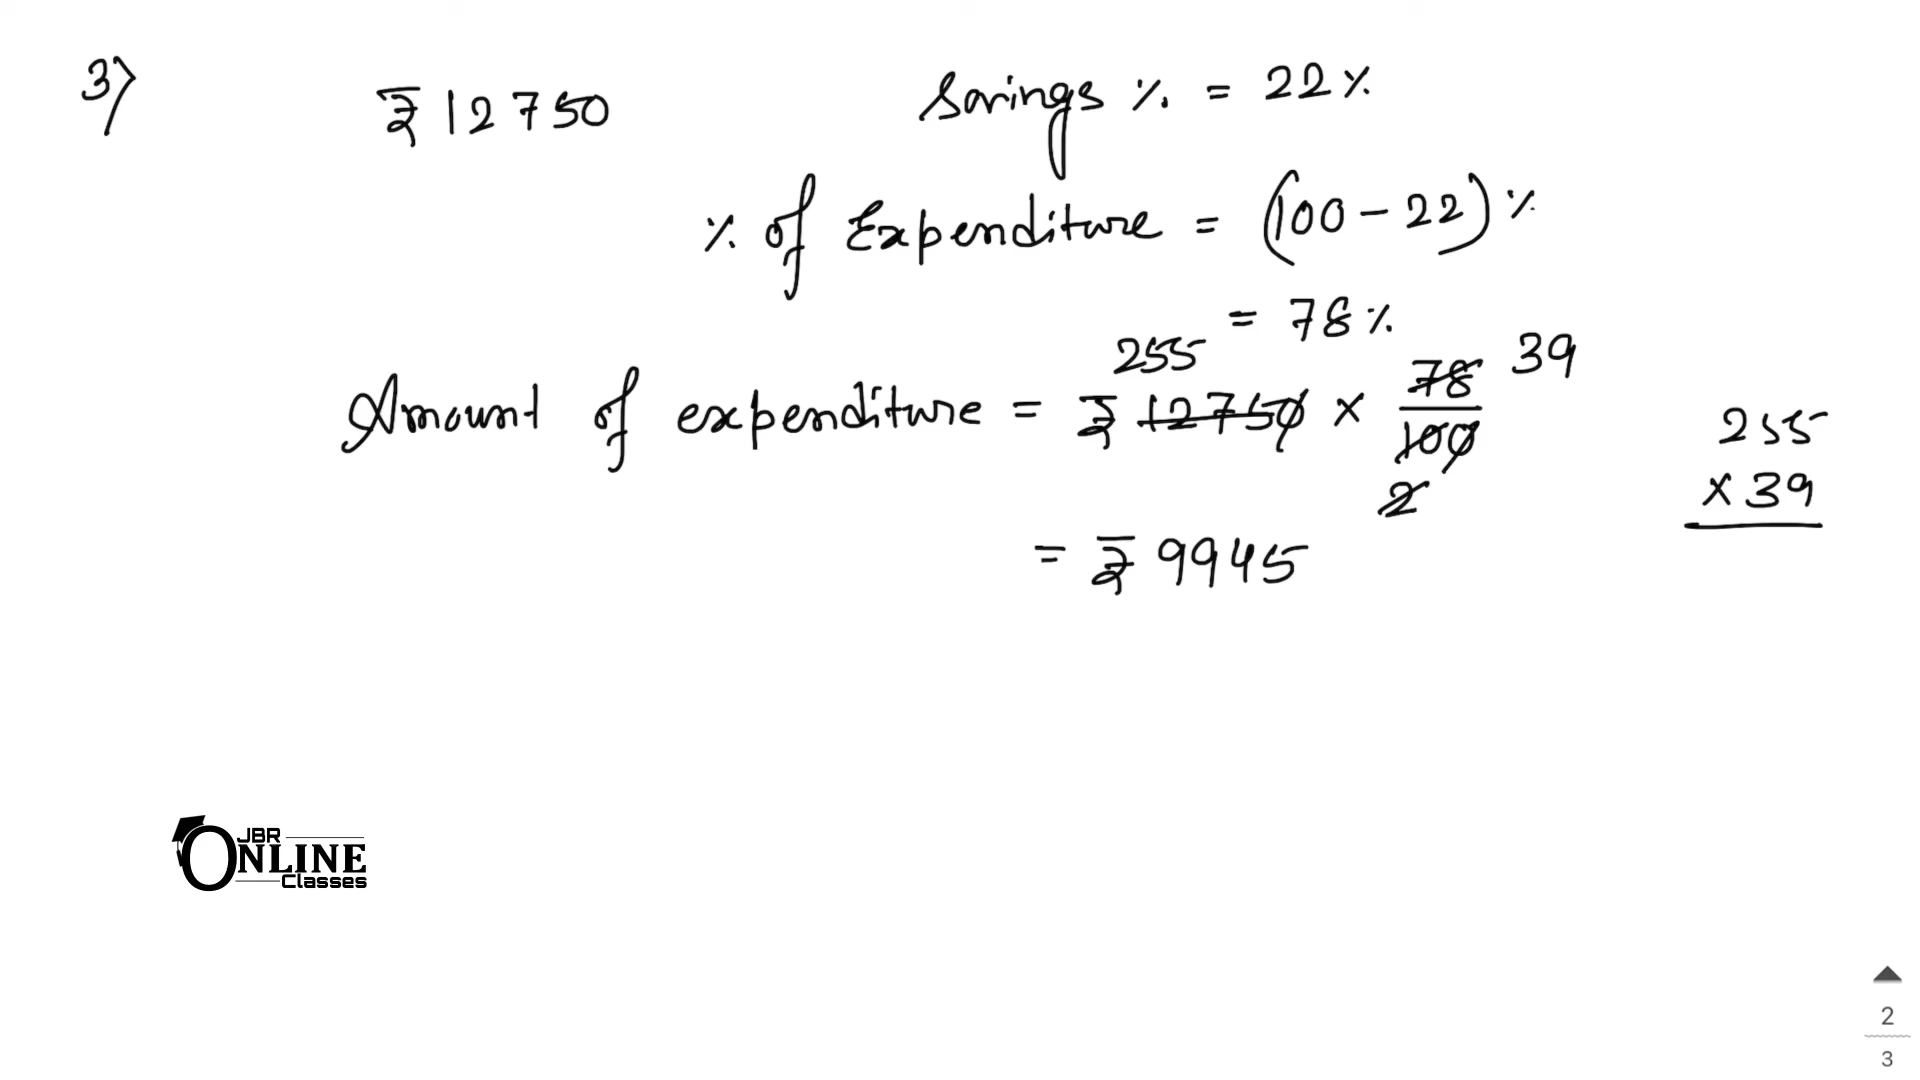 3)
₹12750
Savings % = 22%
% of Expenditure = (100 - 22)%
= 78%
255
39
Amount of expenditure = ₹12750 × 78/100
2
= ₹9945
255
×39
JBR
ONLINE
Classes
2
3